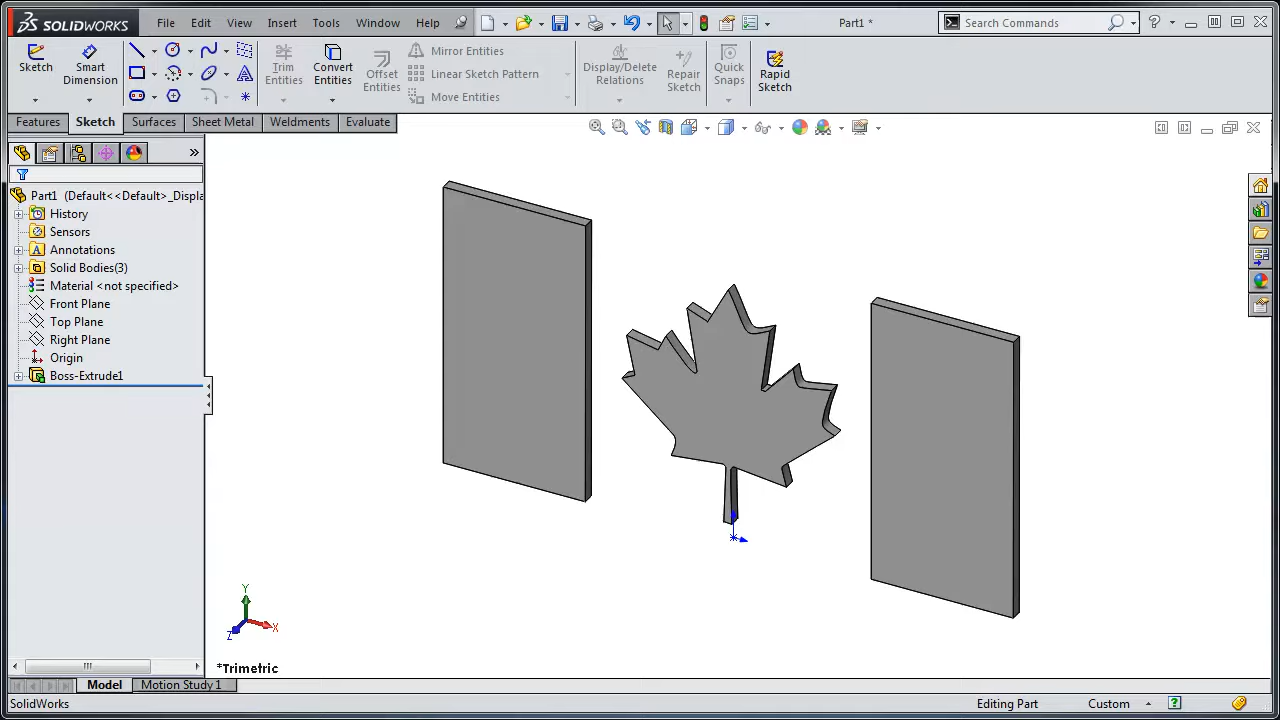 SOLIDWORKS File Edit View Insert Tools Window Help Part1 * Search Commands
Sketch
Smart Dimension
Trim Entities
Convert Entities
Offset Entities
Mirror Entities
Linear Sketch Pattern
Move Entities
Display/Delete Relations
Repair Sketch
Quick Snaps
Rapid Sketch
Features Sketch Surfaces Sheet Metal Weldments Evaluate
Part1 (Default<<Default>_Displa
History
Sensors
A Annotations
Solid Bodies(3)
Material <not specified>
Front Plane
Top Plane
Right Plane
Origin
Boss-Extrude1
Y
X
Z
*Trimetric
Model Motion Study 1
SolidWorks Editing Part Custom